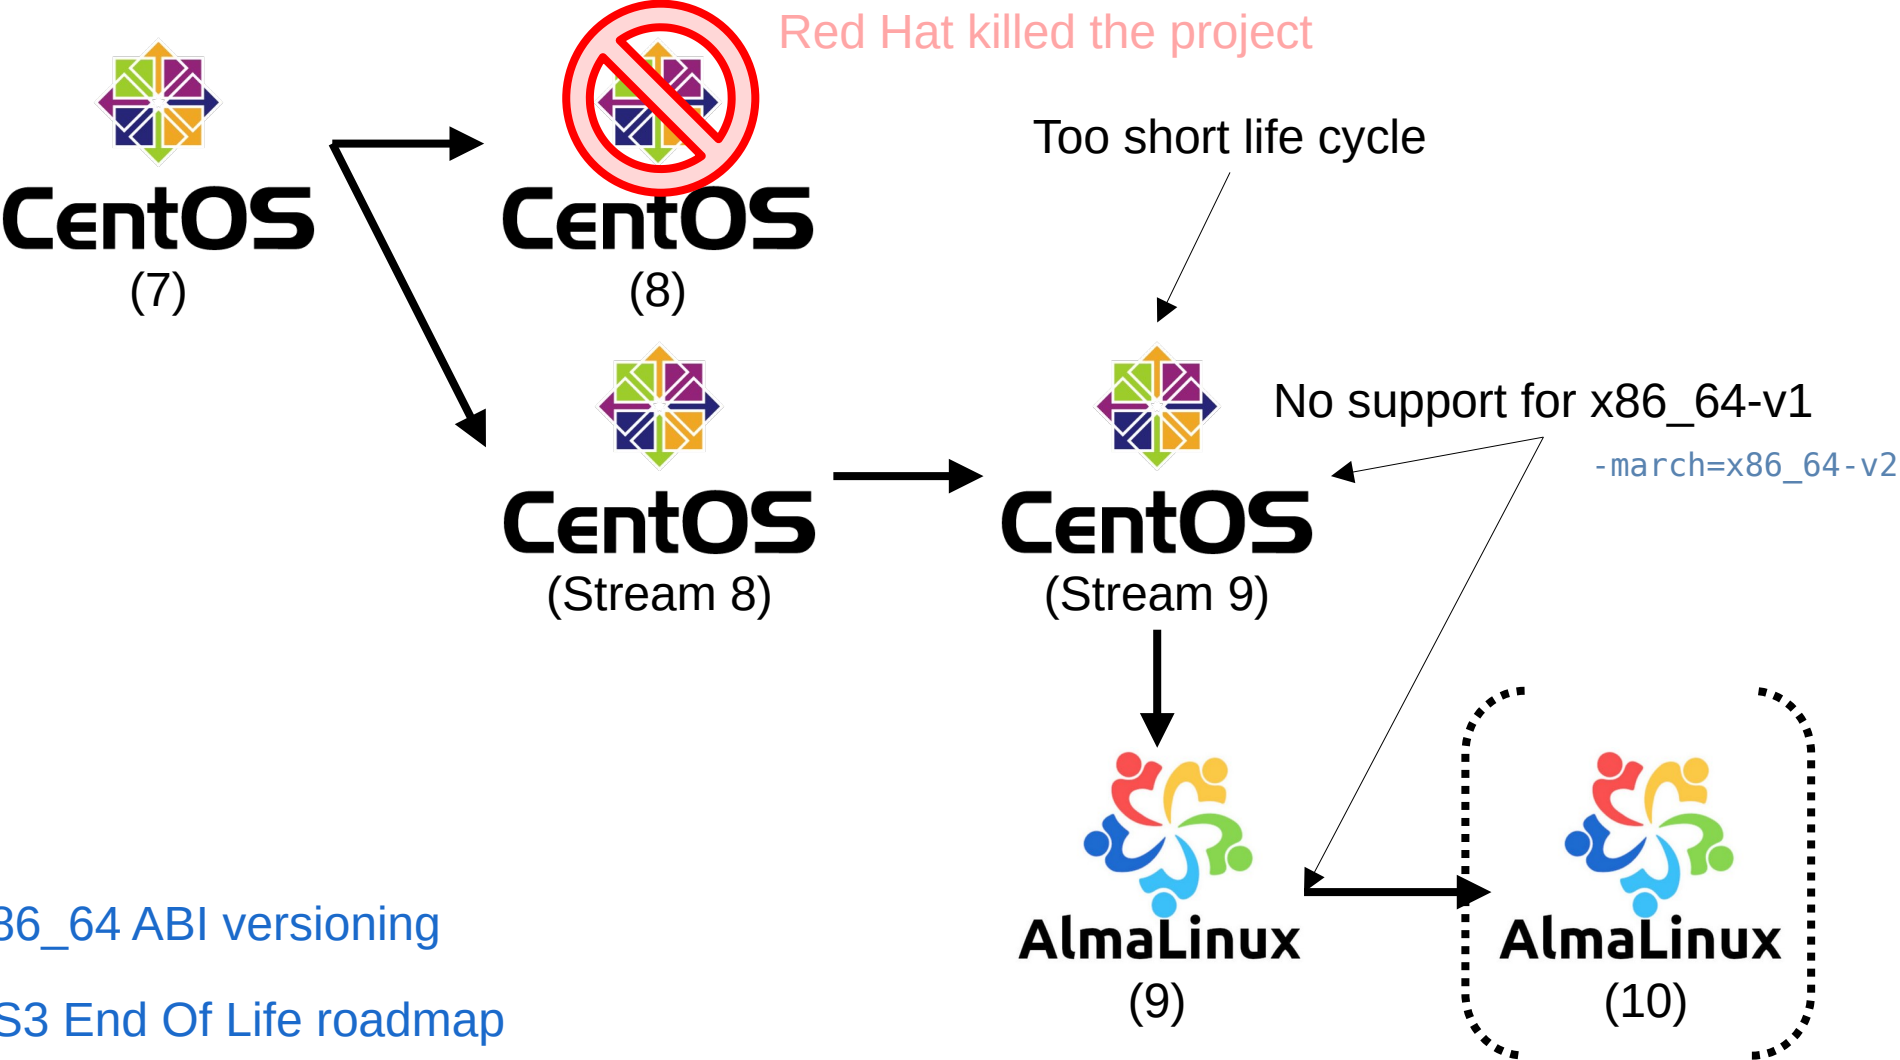 Red Hat killed the project
CentOS
(7)
CentOS
(8)
Too short life cycle
No support for x86_64-v1
-march=x86_64-v2
CentOS
(Stream 8)
CentOS
(Stream 9)
AlmaLinux
(9)
AlmaLinux
(10)
86_64 ABI versioning
S3 End Of Life roadmap